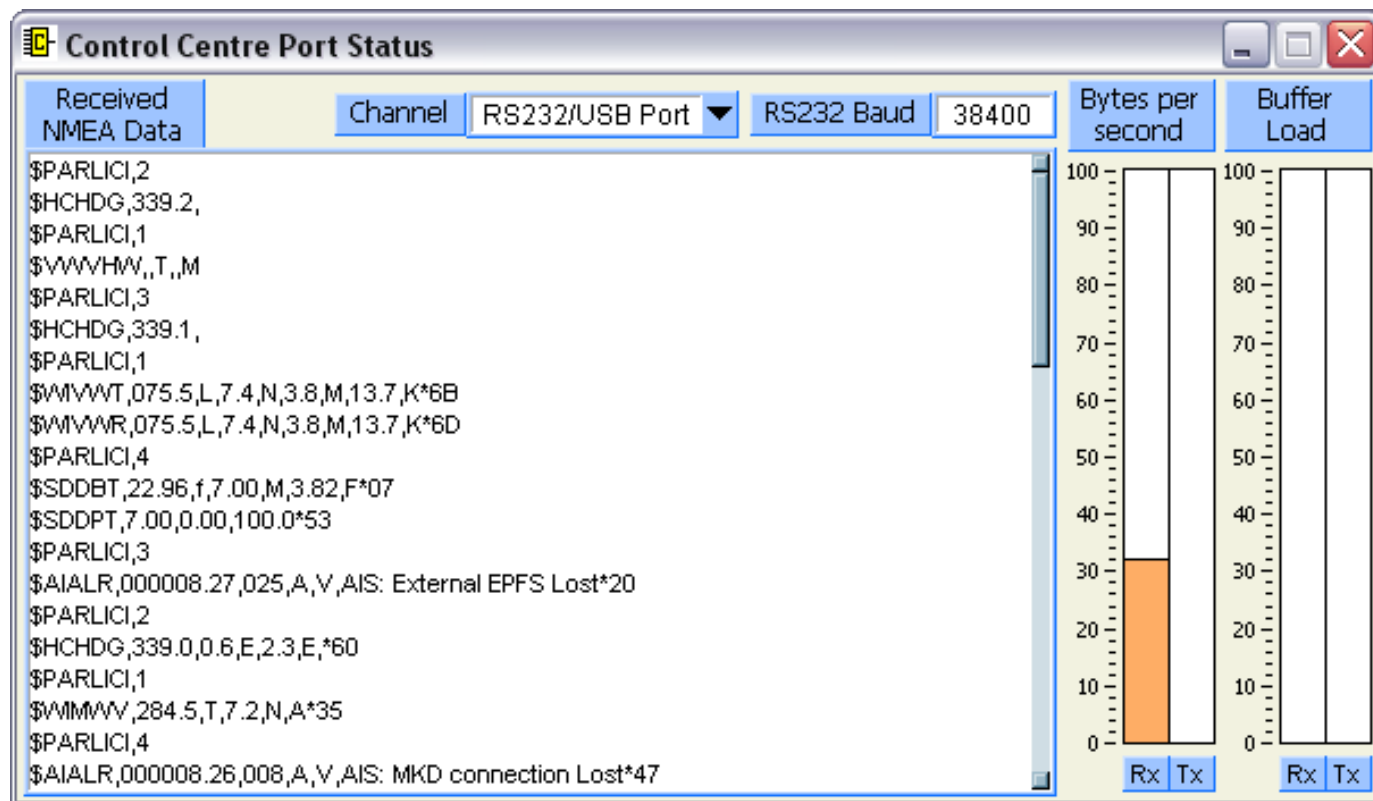 Control Centre Port Status
Received NMEA Data
Channel RS232/USB Port RS232 Baud 38400
Bytes per second
Buffer Load
$PARLICI,2
$HCHDG,339.2,
$PARLICI,1
$VWVHW,,T,,M
$PARLICI,3
$HCHDG,339.1,
$PARLICI,1
$WIVWT,075.5,L,7.4,N,3.8,M,13.7,K*6B
$WIVWR,075.5,L,7.4,N,3.8,M,13.7,K*6D
$PARLICI,4
$SDDBT,22.96,f,7.00,M,3.82,F*07
$SDDPT,7.00,0.00,100.0*53
$PARLICI,3
$AIALR,000008.27,025,A,V,AIS: External EPFS Lost*20
$PARLICI,2
$HCHDG,339.0,0.6,E,2.3,E,*60
$PARLICI,1
$WIMWV,284.5,T,7.2,N,A*35
$PARLICI,4
$AIALR,000008.26,008,A,V,AIS: MKD connection Lost*47
100
90
80
70
60
50
40
30
20
10
0
Rx Tx
100
90
80
70
60
50
40
30
20
10
0
Rx Tx